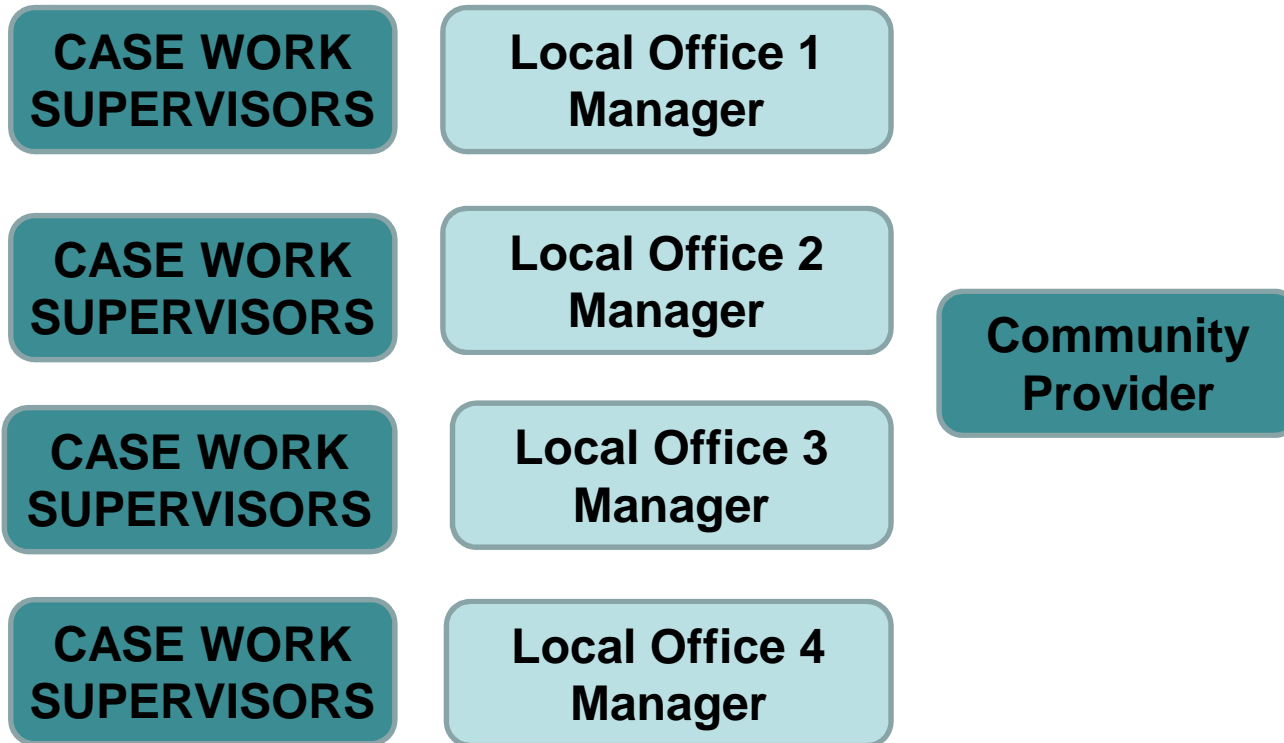 CASE WORK
SUPERVISORS
Local Office 1
Manager
CASE WORK
SUPERVISORS
Local Office 2
Manager
Community
Provider
CASE WORK
SUPERVISORS
Local Office 3
Manager
CASE WORK
SUPERVISORS
Local Office 4
Manager